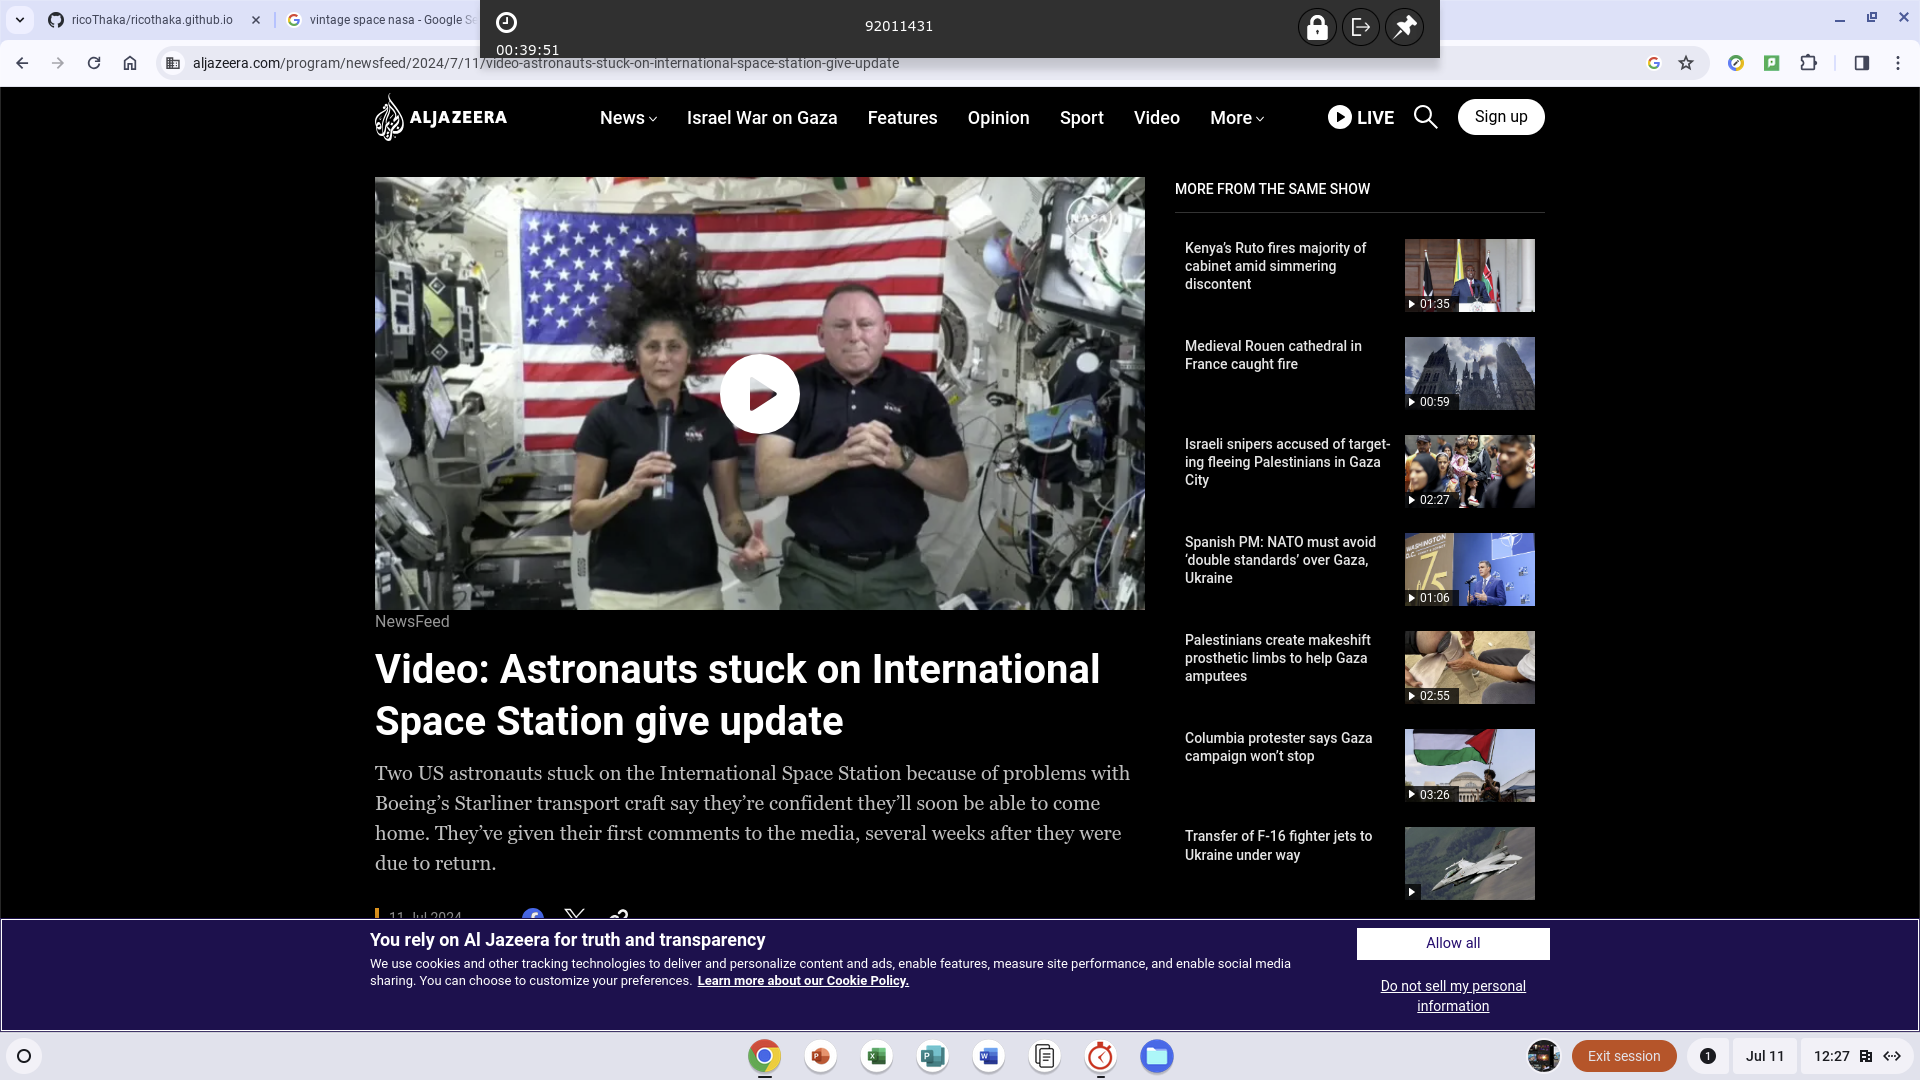 ricoThaka/ricothaka.github.io
vintage space nasa - Google Se
00:39:51
92011431
aljazeera.com/program/newsfeed/2024/7/11/video-astronauts-stuck-on-international-space-station-give-update
ALJAZEERA
News
Israel War on Gaza
Features
Opinion
Sport
Video
More
LIVE
Sign up
NASA
NewsFeed
Video: Astronauts stuck on International
Space Station give update
Two US astronauts stuck on the International Space Station because of problems with
Boeing’s Starliner transport craft say they’re confident they’ll soon be able to come
home. They’ve given their first comments to the media, several weeks after they were
due to return.
11 Jul 2024
MORE FROM THE SAME SHOW
Kenya’s Ruto fires majority of
cabinet amid simmering
discontent
01:35
Medieval Rouen cathedral in
France caught fire
00:59
Israeli snipers accused of target-
ing fleeing Palestinians in Gaza
City
02:27
Spanish PM: NATO must avoid
‘double standards’ over Gaza,
Ukraine
WASHINGTON
75
01:06
Palestinians create makeshift
prosthetic limbs to help Gaza
amputees
02:55
Columbia protester says Gaza
campaign won’t stop
03:26
Transfer of F-16 fighter jets to
Ukraine under way
You rely on Al Jazeera for truth and transparency
We use cookies and other tracking technologies to deliver and personalize content and ads, enable features, measure site performance, and enable social media
sharing. You can choose to customize your preferences. Learn more about our Cookie Policy.
Allow all
Do not sell my personal
information
Exit session
1
Jul 11
12:27